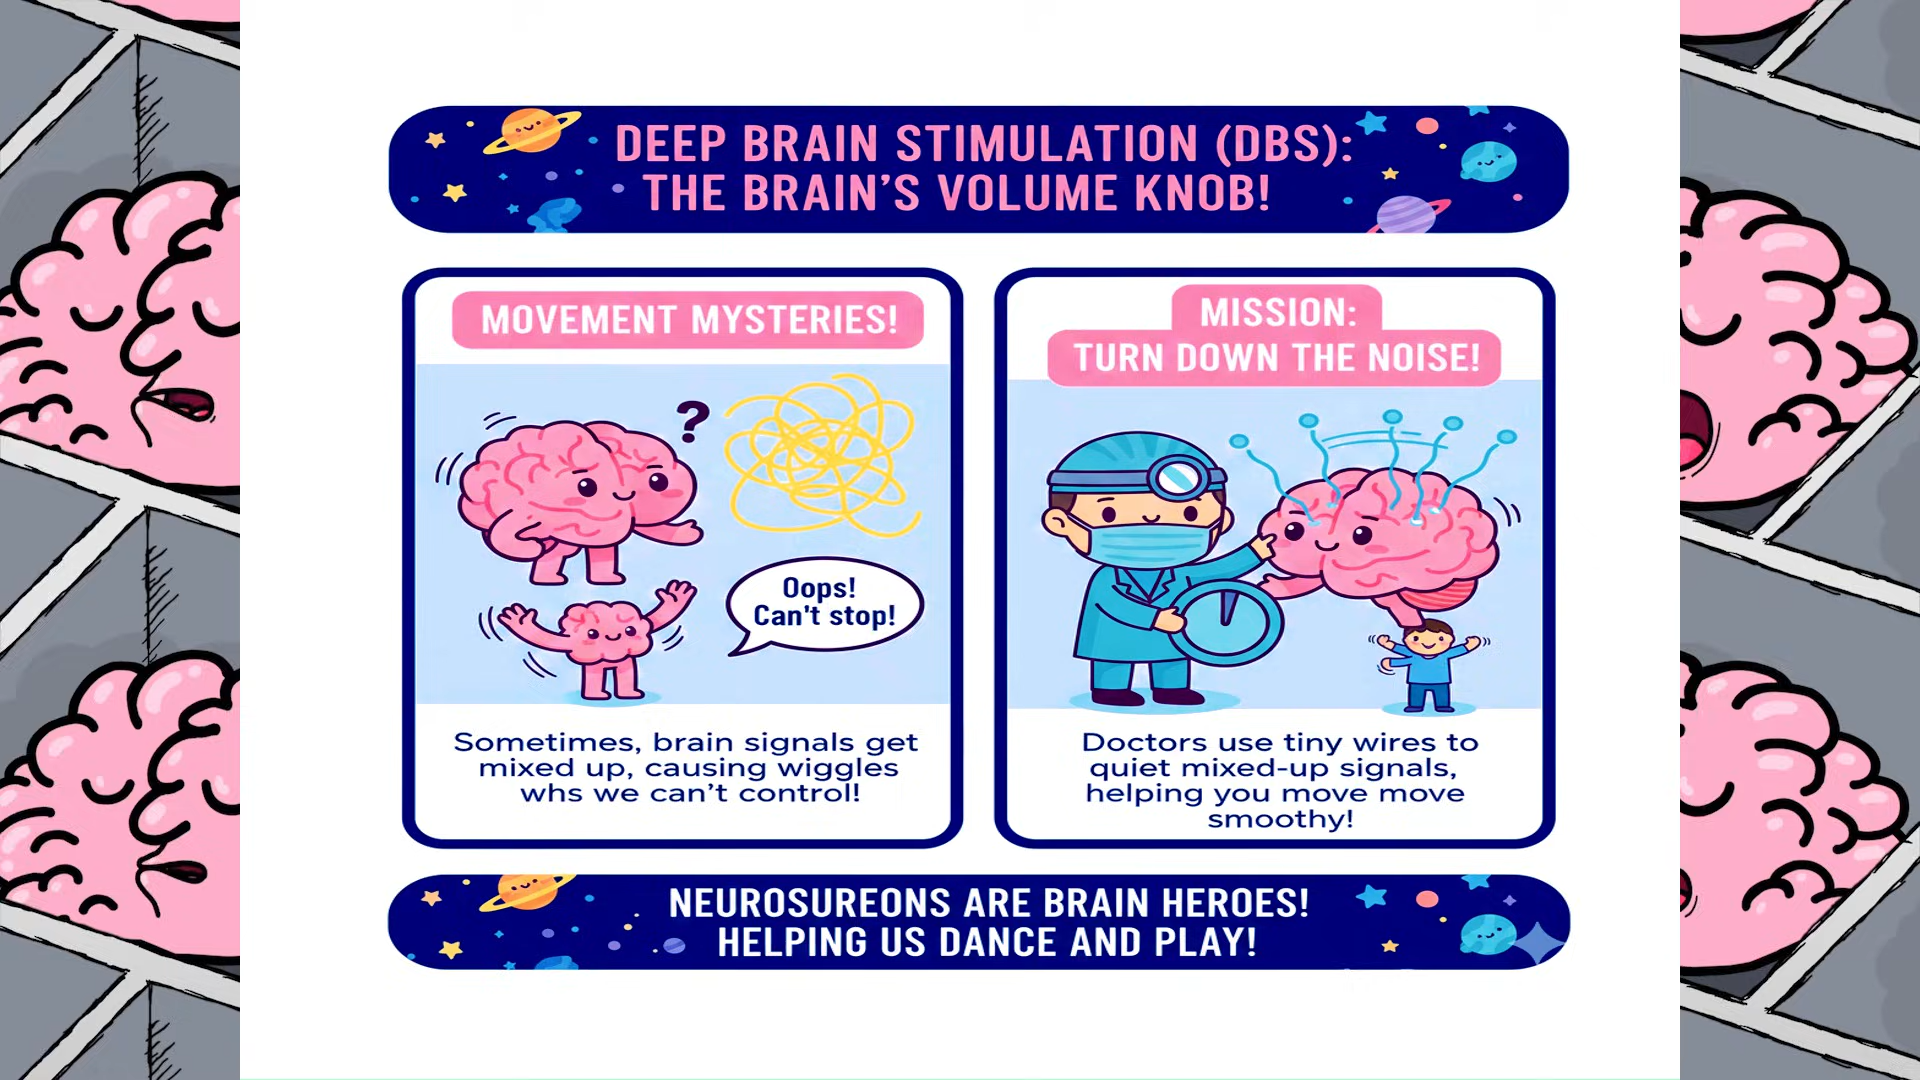 DEEP BRAIN STIMULATION (DBS):
THE BRAIN'S VOLUME KNOB!
MOVEMENT MYSTERIES!
?
Oops!
Can't stop!
Sometimes, brain signals get
mixed up, causing wiggles
whs we can't control!
MISSION:
TURN DOWN THE NOISE!
Doctors use tiny wires to
quiet mixed-up signals,
helping you move move
smoothy!
NEUROSUREONS ARE BRAIN HEROES!
HELPING US DANCE AND PLAY!